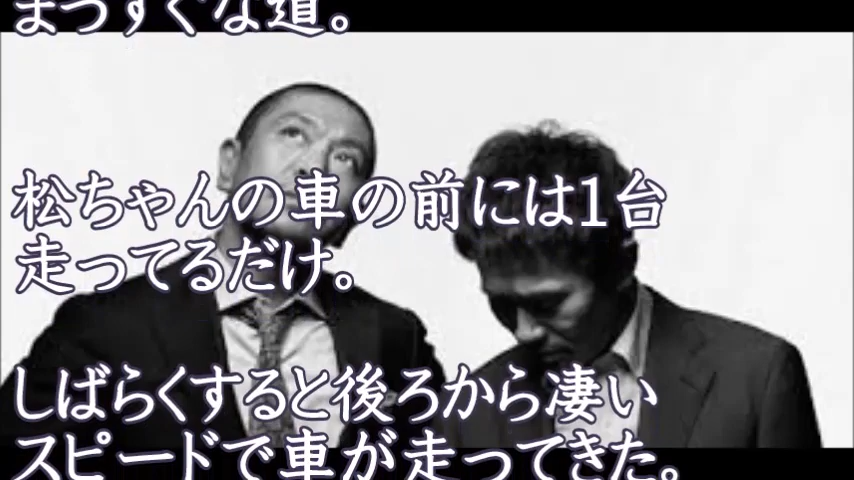 まっすぐな道。
松ちゃんの車の前には1台
走ってるだけ。
しばらくすると後ろから凄い
スピードで車が走ってきた。